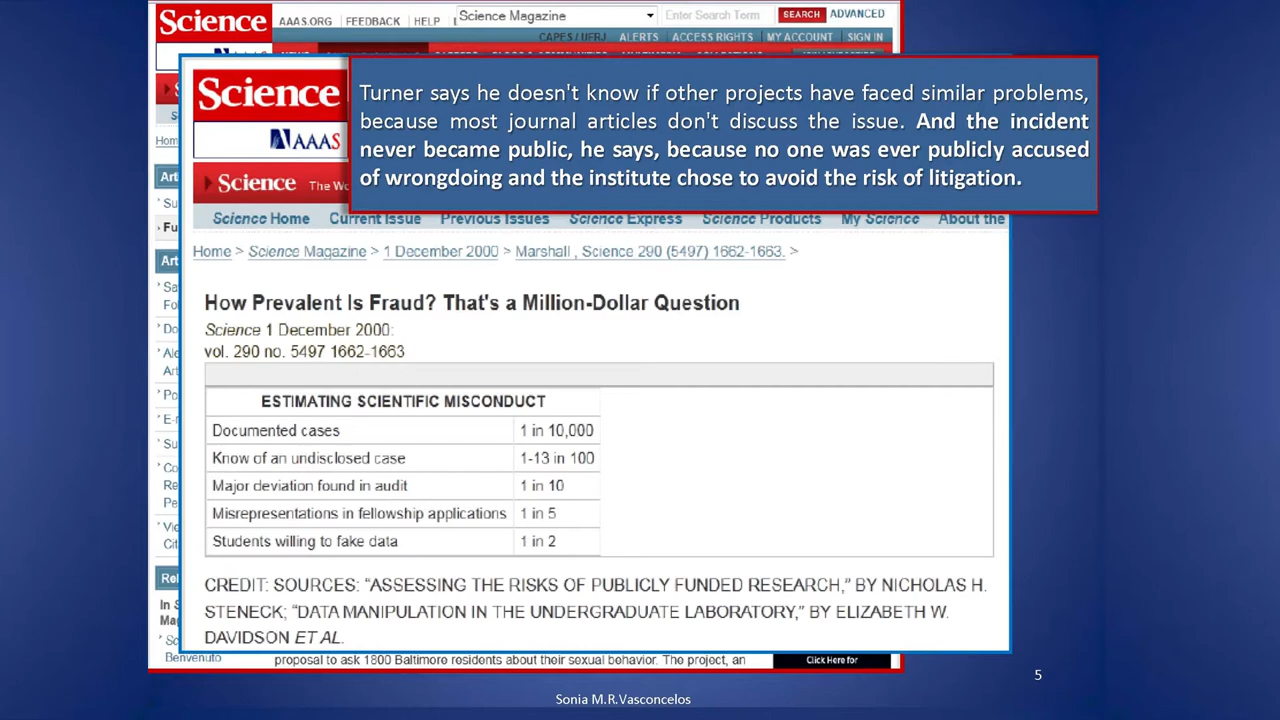 Science
AAAS.ORG FEEDBACK HELP
Science Magazine
Enter Search Term
SEARCH
ADVANCED
CAPES / UFRJ ALERTS ACCESS RIGHTS MY ACCOUNT SIGN IN
Science
AAAS
Science The
Turner says he doesn't know if other projects have faced similar problems,
because most journal articles don't discuss the issue. And the incident
never became public, he says, because no one was ever publicly accused
of wrongdoing and the institute chose to avoid the risk of litigation.
Science Home Current Issue Previous Issues Science Express Science Products My Science About the
Home > Science Magazine > 1 December 2000 > Marshall , Science 290 (5497) 1662-1663. >
How Prevalent Is Fraud? That's a Million-Dollar Question
Science 1 December 2000:
vol. 290 no. 5497 1662-1663
ESTIMATING SCIENTIFIC MISCONDUCT
Documented cases 1 in 10,000
Know of an undisclosed case 1-13 in 100
Major deviation found in audit 1 in 10
Misrepresentations in fellowship applications 1 in 5
Students willing to fake data 1 in 2
CREDIT: SOURCES: “ASSESSING THE RISKS OF PUBLICLY FUNDED RESEARCH,” BY NICHOLAS H.
STENECK; “DATA MANIPULATION IN THE UNDERGRADUATE LABORATORY,” BY ELIZABETH W.
DAVIDSON ET AL.
Benvenuto
proposal to ask 1800 Baltimore residents about their sexual behavior. The project, an
Click Here for
5
Sonia M.R.Vasconcelos